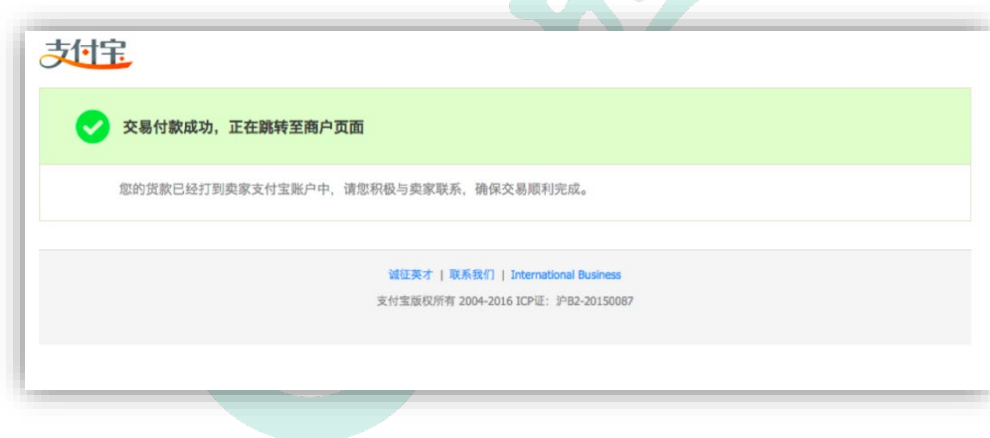 支付宝
交易付款成功，正在跳转至商户页面
您的货款已经打到卖家支付宝账户中，请您积极与卖家联系，确保交易顺利完成。
诚征英才 | 联系我们 | International Business
支付宝版权所有 2004-2016 ICP证：沪B2-20150087